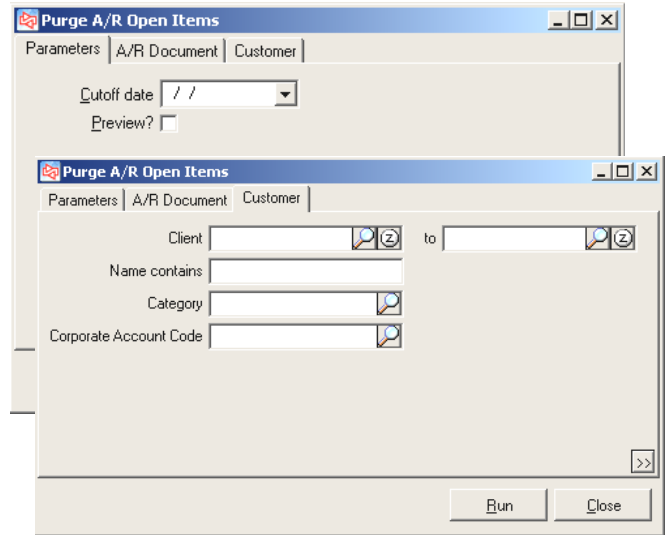 Purge A/R Open Items
Parameters A/R Document Customer
Cutoff date / /
Preview?
Purge A/R Open Items
Parameters A/R Document Customer
Client Z to Z
Name contains
Category
Corporate Account Code
>>
Run Close